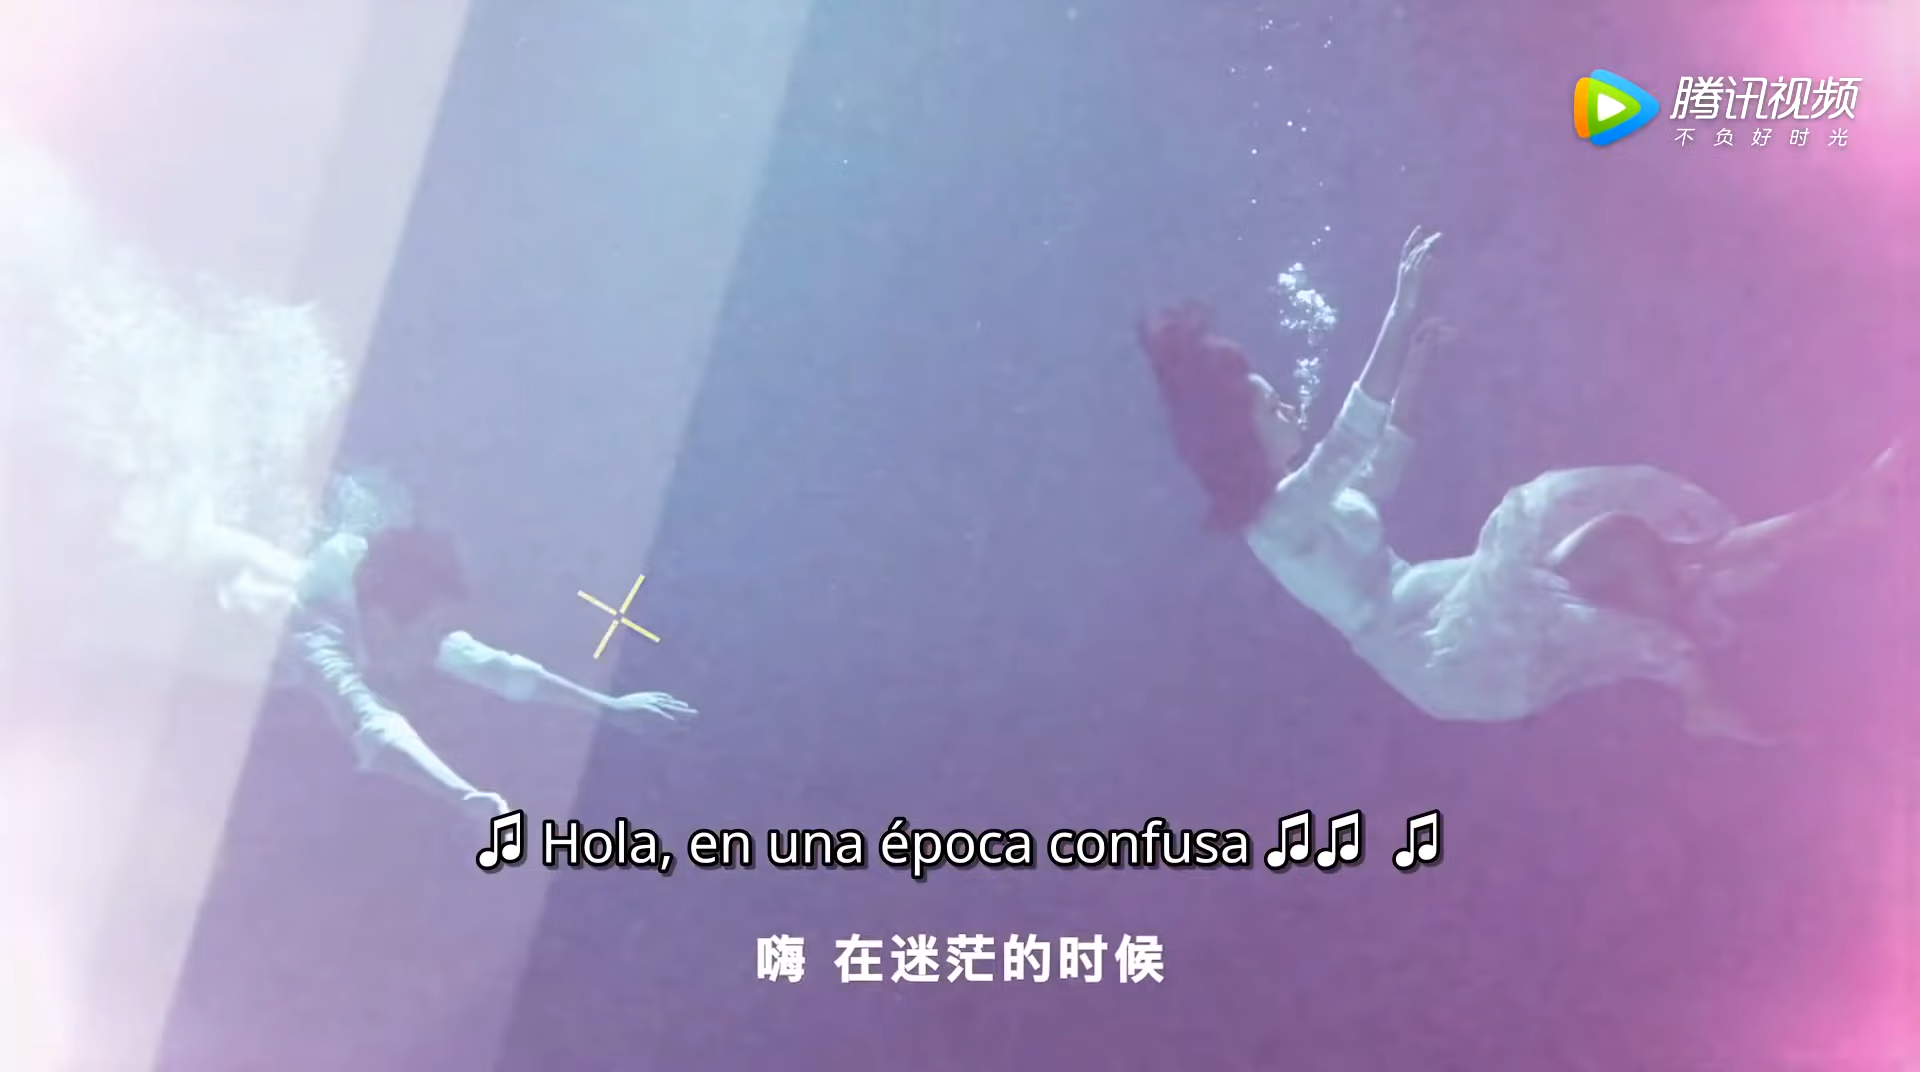 腾讯视频
不负好时光
♫ Hola, en una época confusa ♫♫ ♫
嗨 在迷茫的时候